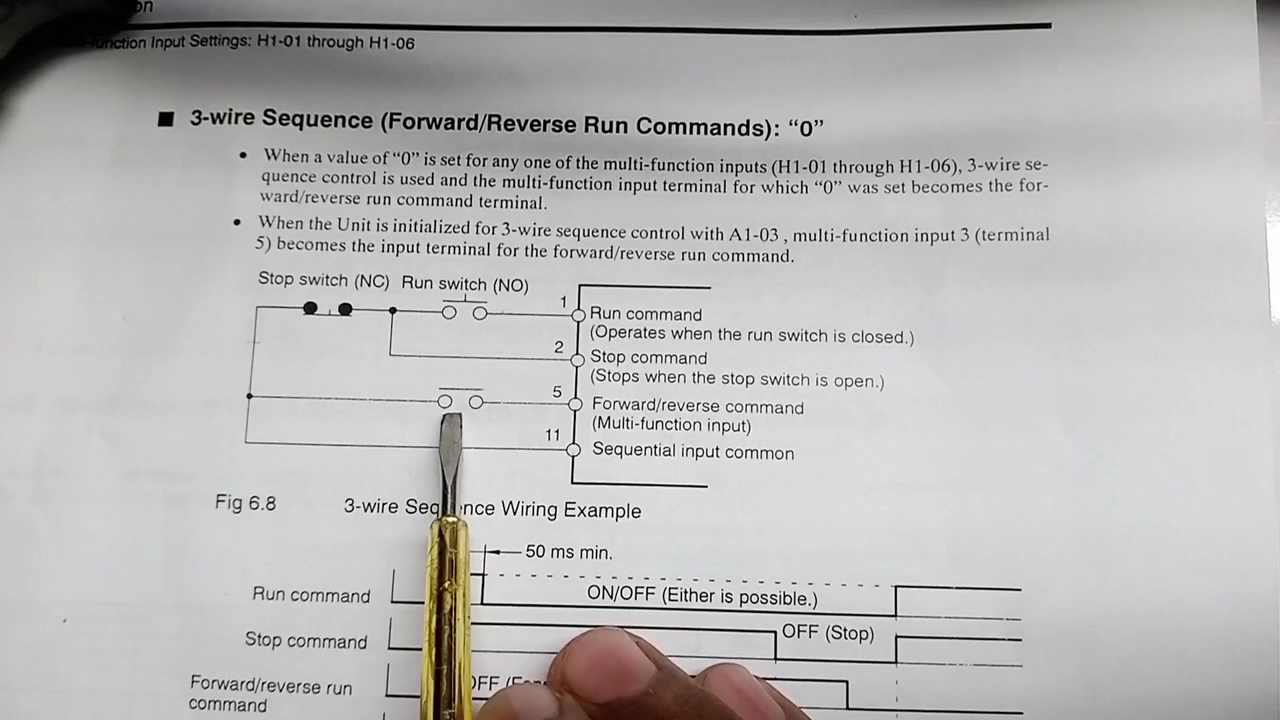 on
Input Settings: H1-01 through H1-06
■ 3-wire Sequence (Forward/Reverse Run Commands): “0”
• When a value of “0” is set for any one of the multi-function inputs (H1-01 through H1-06), 3-wire se-
quence control is used and the multi-function input terminal for which “0” was set becomes the for-
ward/reverse run command terminal.
• When the Unit is initialized for 3-wire sequence control with A1-03 , multi-function input 3 (terminal
5) becomes the input terminal for the forward/reverse run command.
Stop switch (NC) Run switch (NO)
1
Run command
(Operates when the run switch is closed.)
2
Stop command
(Stops when the stop switch is open.)
5
Forward/reverse command
(Multi-function input)
11
Sequential input common
Fig 6.8 3-wire Wiring Example
50 ms min.
Run command
ON/OFF (Either is possible.)
Stop command
OFF (Stop)
Forward/reverse run
command